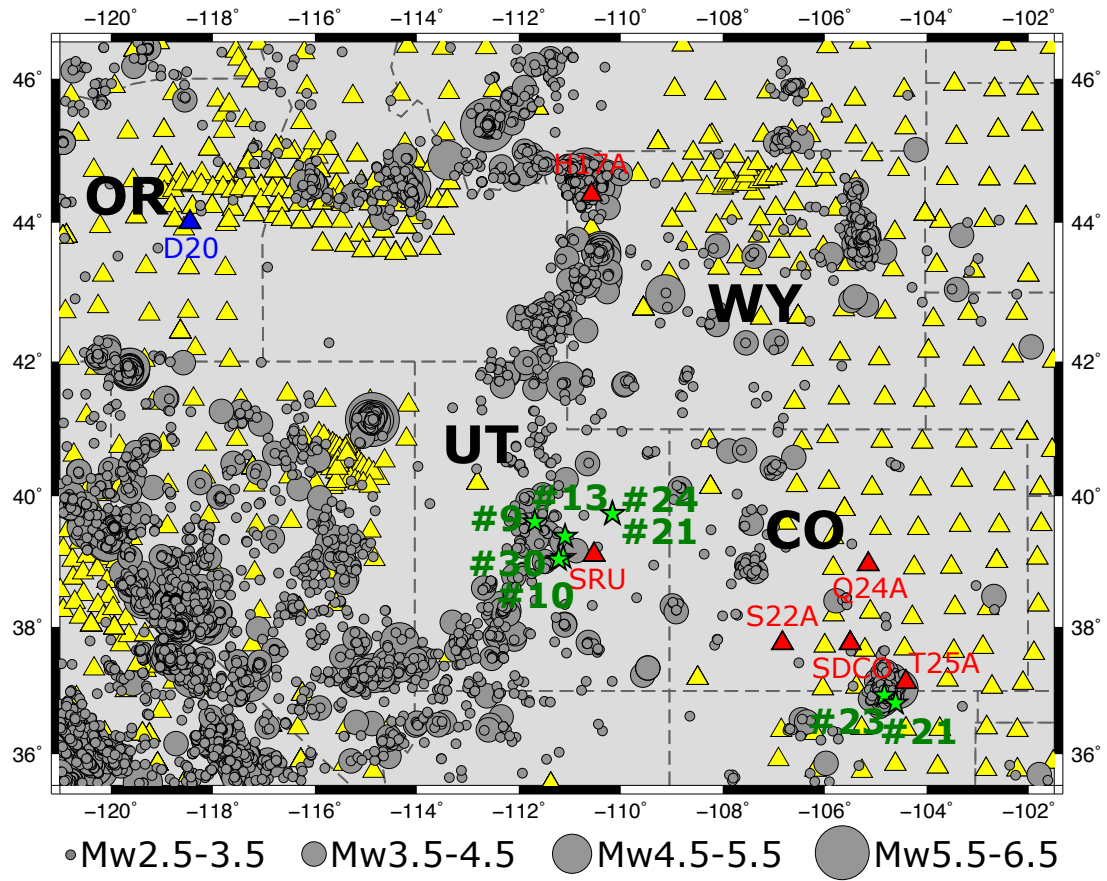 −120° −118° −116° −114° −112° −110° −108° −106° −104° −102°
46° 46°
H17A
OR
44° 44°
D20
WY
42° 42°
UT
40° 40°
#13 #24
#9 #21
CO
#30 SRU
#10 Q24A
S22A
38° 38°
SDCO T25A
#23 #21
36° 36°
−120° −118° −116° −114° −112° −110° −108° −106° −104° −102°
Mw2.5-3.5 Mw3.5-4.5 Mw4.5-5.5 Mw5.5-6.5